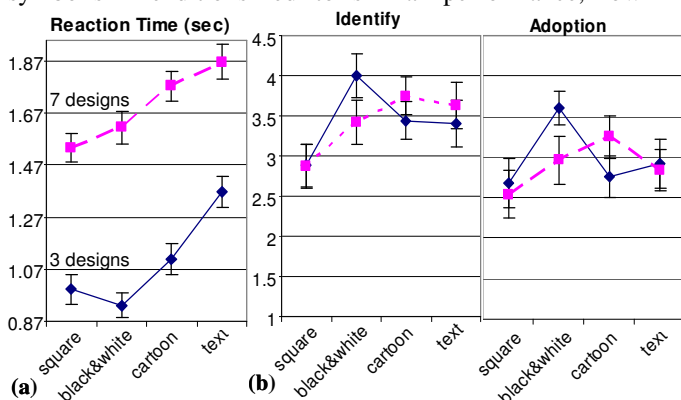 Reaction Time (sec)
1.87
1.67
1.47
1.27
1.07
0.87
7 designs
3 designs
square
black&white
cartoon
text
(a)
Identify
4.5
4
3.5
3
2.5
2
1.5
1
square
black&white
cartoon
text
(b)
Adoption
square
black&white
cartoon
text